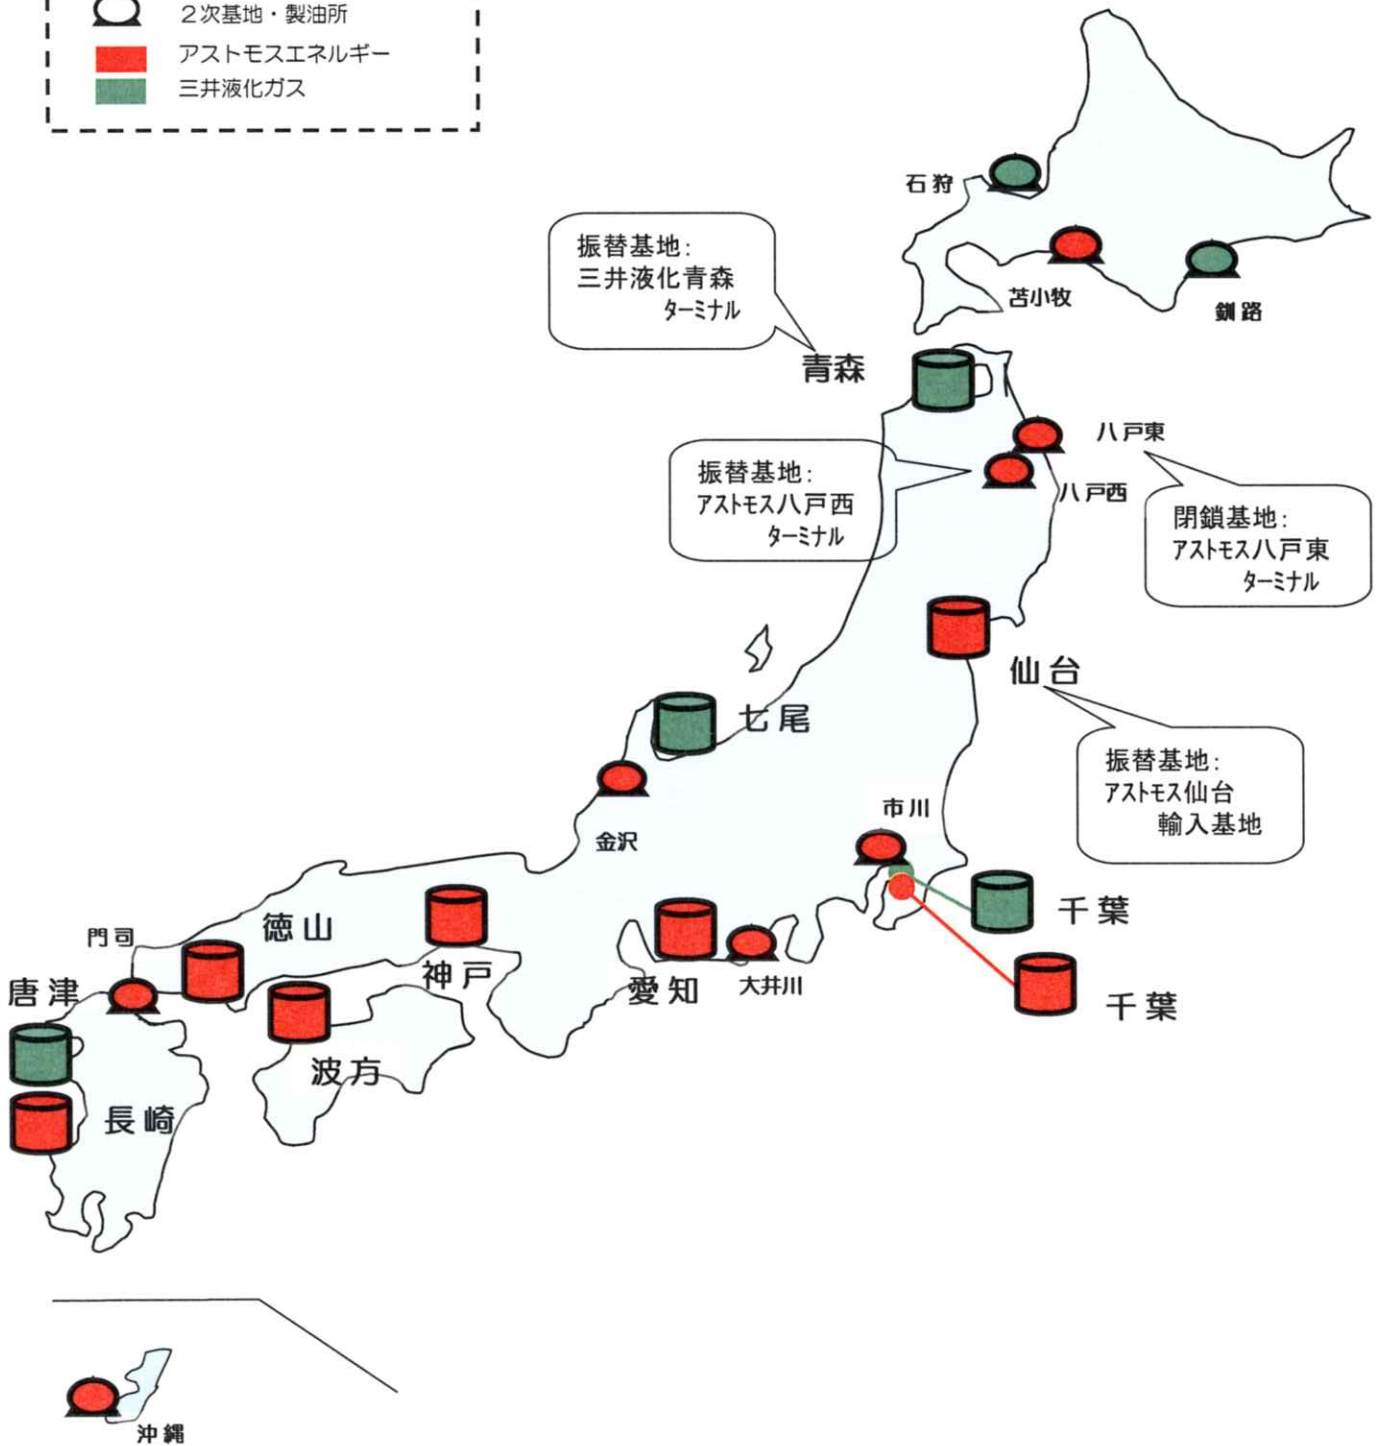 ２次基地・製油所
アストモスエネルギー
三井液化ガス
石狩
苫小牧
釧路
振替基地：
三井液化青森
ターミナル
青森
八戸東
八戸西
振替基地：
アストモス八戸西
ターミナル
閉鎖基地：
アストモス八戸東
ターミナル
仙台
振替基地：
アストモス仙台
輸入基地
七尾
金沢
市川
千葉
千葉
愛知
大井川
神戸
徳山
門司
唐津
波方
長崎
沖縄